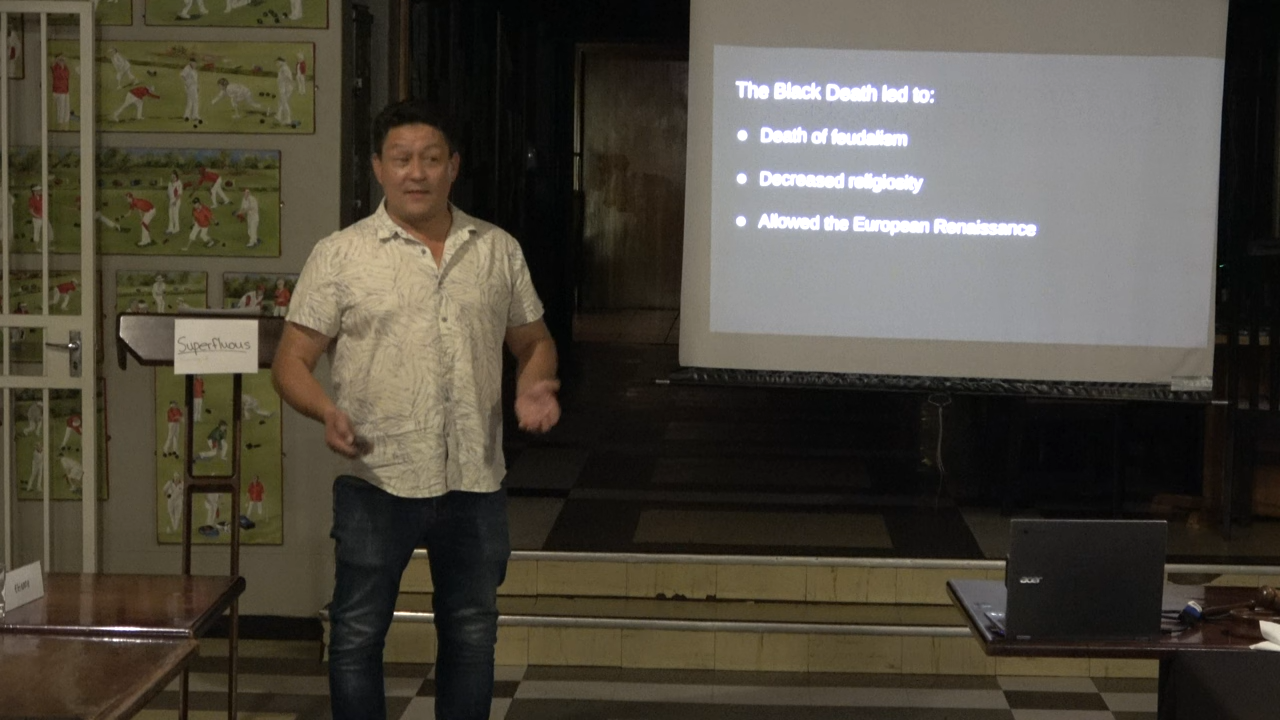 The Black Death led to:
• Death of feudalism
• Decreased religiosity
• Allowed the European Renaissance
Superfluous
acer